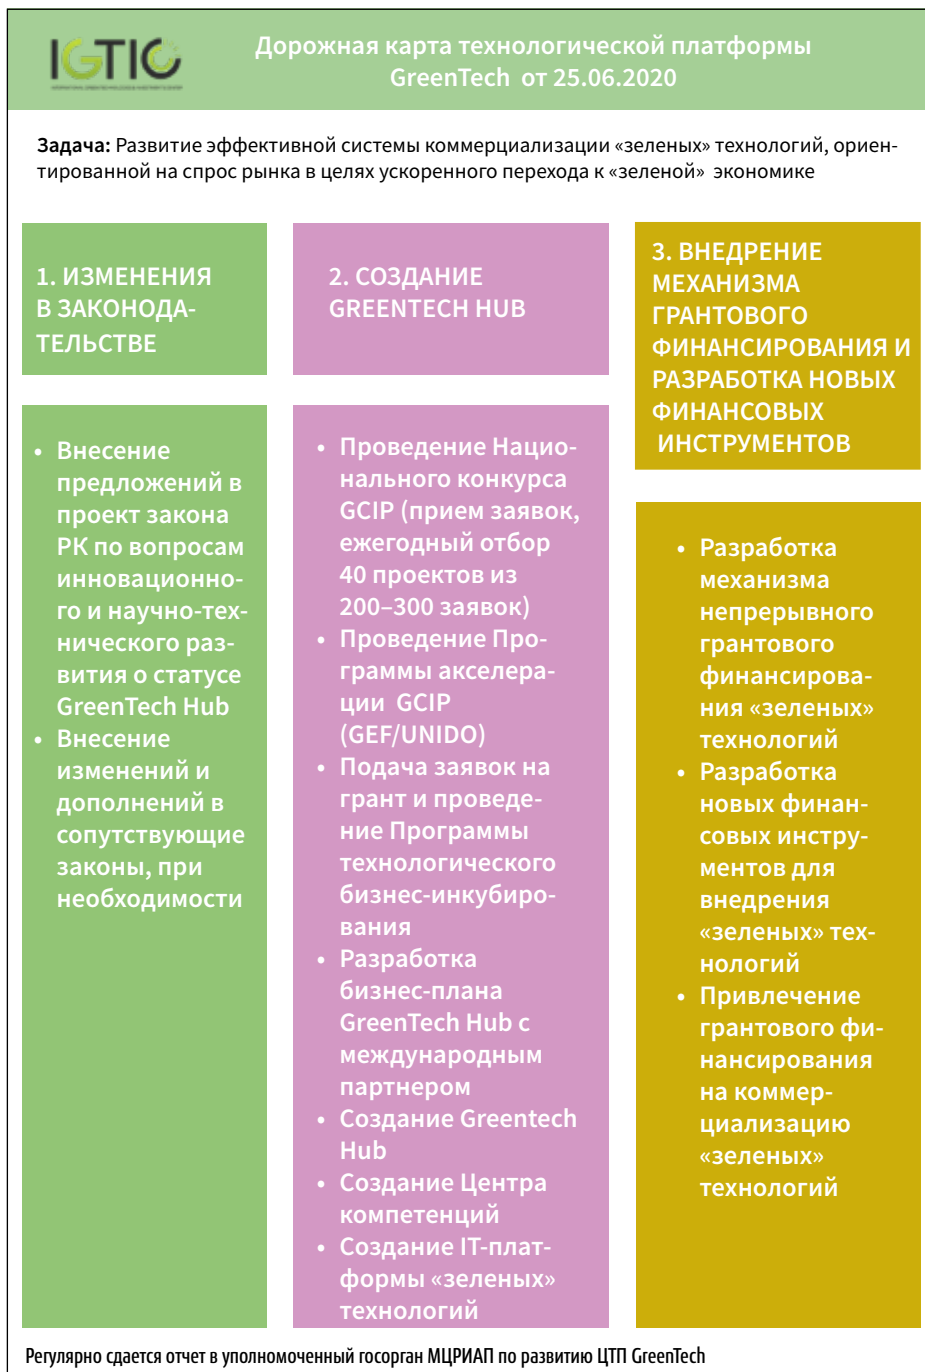 IGTIC
Дорожная карта технологической платформы
GreenTech от 25.06.2020
Задача: Развитие эффективной системы коммерциализации «зеленых» технологий, ориен-
тированной на спрос рынка в целях ускоренного перехода к «зеленой» экономике
1. ИЗМЕНЕНИЯ
В ЗАКОНОДА-
ТЕЛЬСТВЕ
• Внесение
предложений в
проект закона
РК по вопросам
инновационно-
го и научно-тех-
нического раз-
вития о статусе
GreenTech Hub
• Внесение
изменений и
дополнений в
сопутствующие
законы, при
необходимости
2. СОЗДАНИЕ
GREENTECH HUB
• Проведение Нацио-
нального конкурса
GCIP (прием заявок,
ежегодный отбор
40 проектов из
200–300 заявок)
• Проведение Про-
граммы акселера-
ции GCIP
(GEF/UNIDO)
• Подача заявок на
грант и проведе-
ние Программы
технологического
бизнес-инкубиро-
вания
• Разработка
бизнес-плана
GreenTech Hub с
международным
партнером
• Создание Greentech
Hub
• Создание Центра
компетенций
• Создание IT-плат-
формы «зеленых»
технологий
3. ВНЕДРЕНИЕ
МЕХАНИЗМА
ГРАНТОВОГО
ФИНАНСИРОВАНИЯ И
РАЗРАБОТКА НОВЫХ
ФИНАНСОВЫХ
ИНСТРУМЕНТОВ
• Разработка
механизма
непрерывного
грантового
финансирова-
ния «зеленых»
технологий
• Разработка
новых финан-
совых инстру-
ментов для
внедрения
«зеленых» тех-
нологий
• Привлечение
грантового фи-
нансирования
на коммер-
циализацию
«зеленых»
технологий
Регулярно сдается отчет в уполномоченный госорган МЦРИАП по развитию ЦТП GreenTech